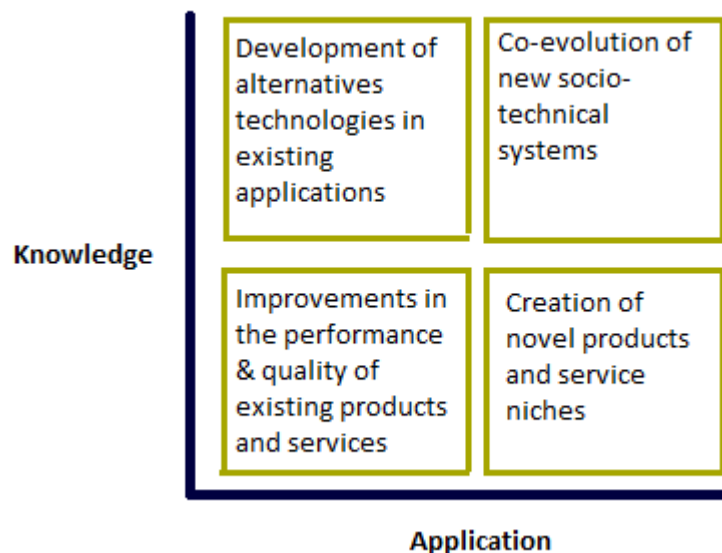 Development of
alternatives
technologies in
existing
applications
Co-evolution of
new socio-
technical
systems
Knowledge
Improvements in
the performance
& quality of
existing products
and services
Creation of
novel products
and service
niches
Application